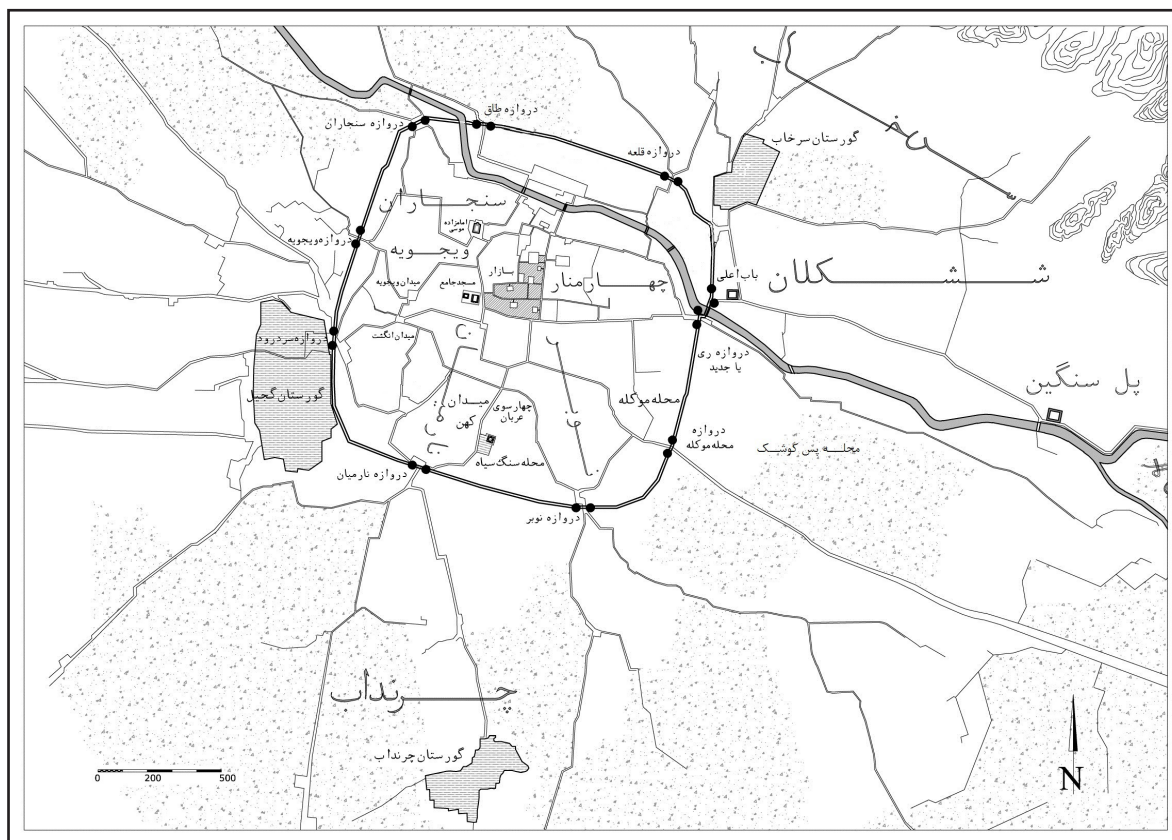 سرخاب
دروازه طاق
دروازه سنجاران
گورستان سرخاب
دروازه قلعه
سنجاران
امامزاده
موسی
دروازه ویجویه
ویجویه
بازار
مسجد جامع
میدان ویجویه
چهارمنار
باب اعلی
ششکلان
دروازه سردرود
میدان انگشت
دروازه ری
یا جدید
پل سنگین
گورستان گجیل
میدان
کهن
چهارسوی
عربان
محله موکله
دروازه
محله موکله
محله پس کوشک
محله سنگ سیاه
دروازه نارمیان
دروازه نوبر
چرنداب
گورستان چرنداب
0 200 500
N